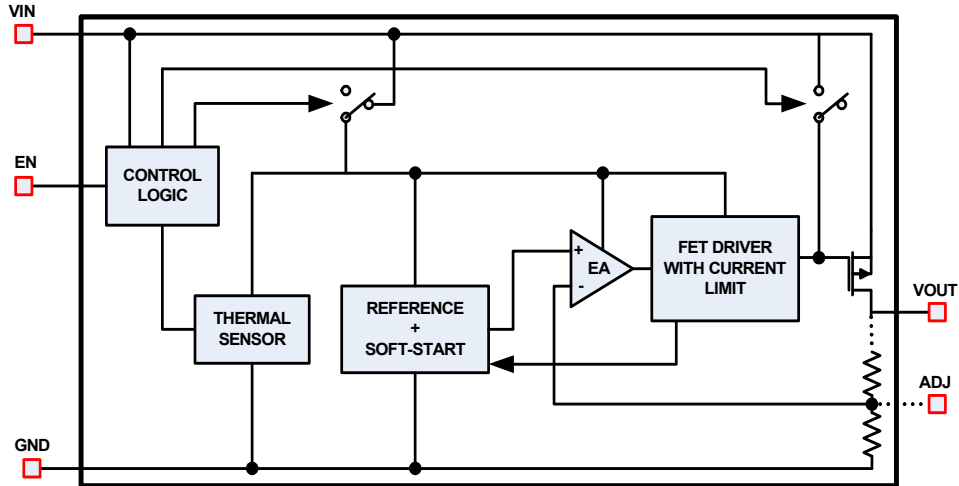 VIN
EN
CONTROL
LOGIC
+
EA
-
FET DRIVER
WITH CURRENT
LIMIT
VOUT
THERMAL
SENSOR
REFERENCE
+
SOFT-START
ADJ
GND